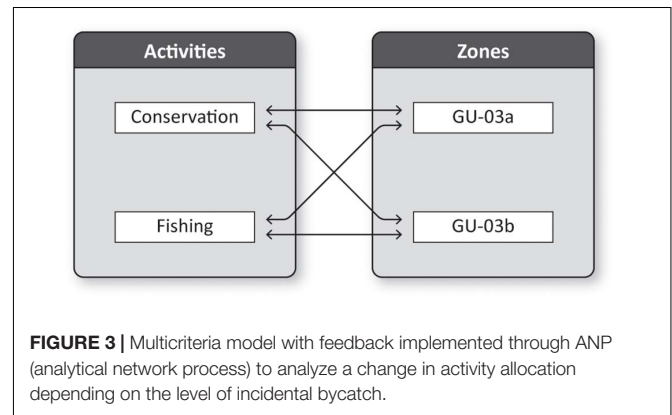 Activities
Zones
Conservation
GU-03a
Fishing
GU-03b
FIGURE 3 | Multicriteria model with feedback implemented through ANP
(analytical network process) to analyze a change in activity allocation
depending on the level of incidental bycatch.